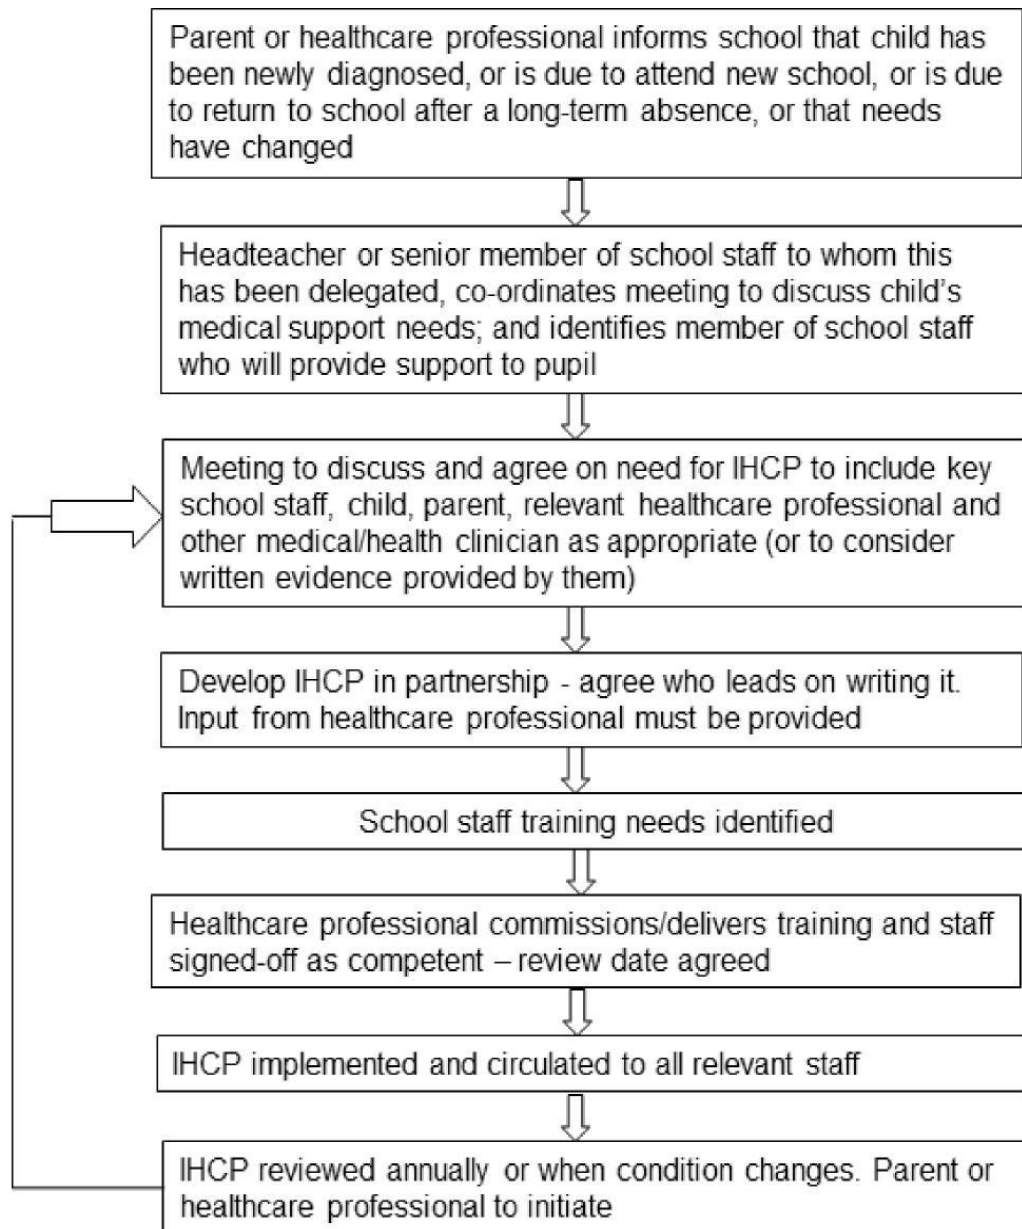 Parent or healthcare professional informs school that child has
been newly diagnosed, or is due to attend new school, or is due
to return to school after a long-term absence, or that needs
have changed
Headteacher or senior member of school staff to whom this
has been delegated, co-ordinates meeting to discuss child's
medical support needs; and identifies member of school staff
who will provide support to pupil
Meeting to discuss and agree on need for IHCP to include key
school staff, child, parent, relevant healthcare professional and
other medical/health clinician as appropriate (or to consider
written evidence provided by them)
Develop IHCP in partnership - agree who leads on writing it.
Input from healthcare professional must be provided
School staff training needs identified
Healthcare professional commissions/delivers training and staff
signed-off as competent – review date agreed
IHCP implemented and circulated to all relevant staff
IHCP reviewed annually or when condition changes. Parent or
healthcare professional to initiate